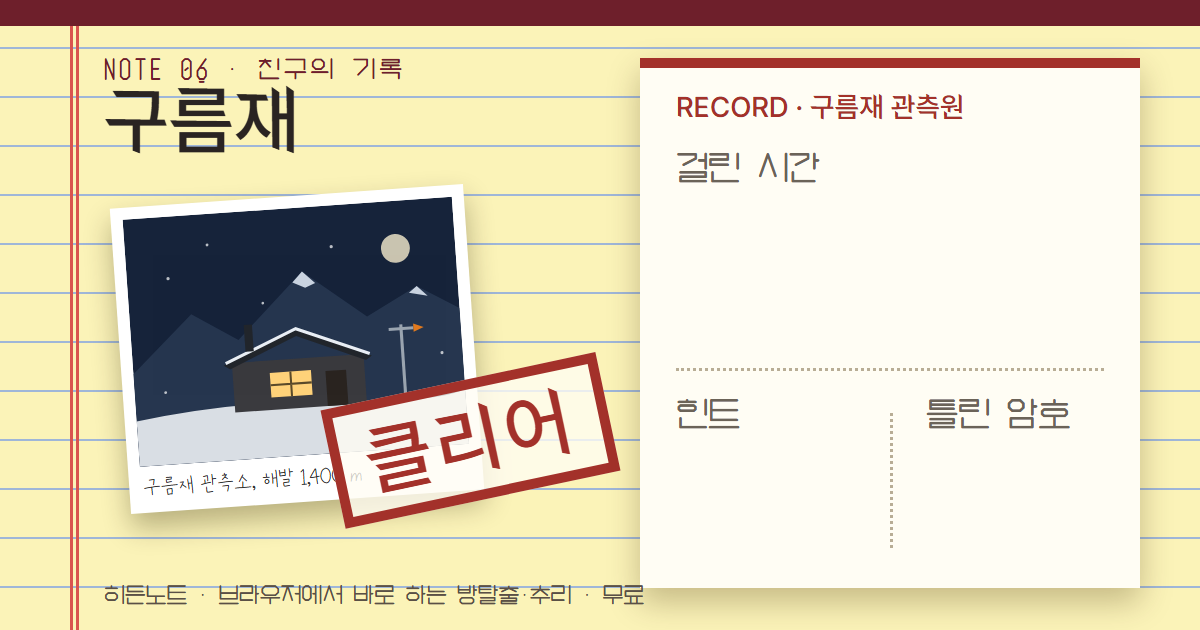 NOTE 06 · 친구의 기록
구름재
구름재 관측소, 해발 1,400 m
클리어
히든노트 · 브라우저에서 바로 하는 방탈출·추리 · 무료
RECORD · 구름재 관측원
걸린 시간
힌트
틀린 암호